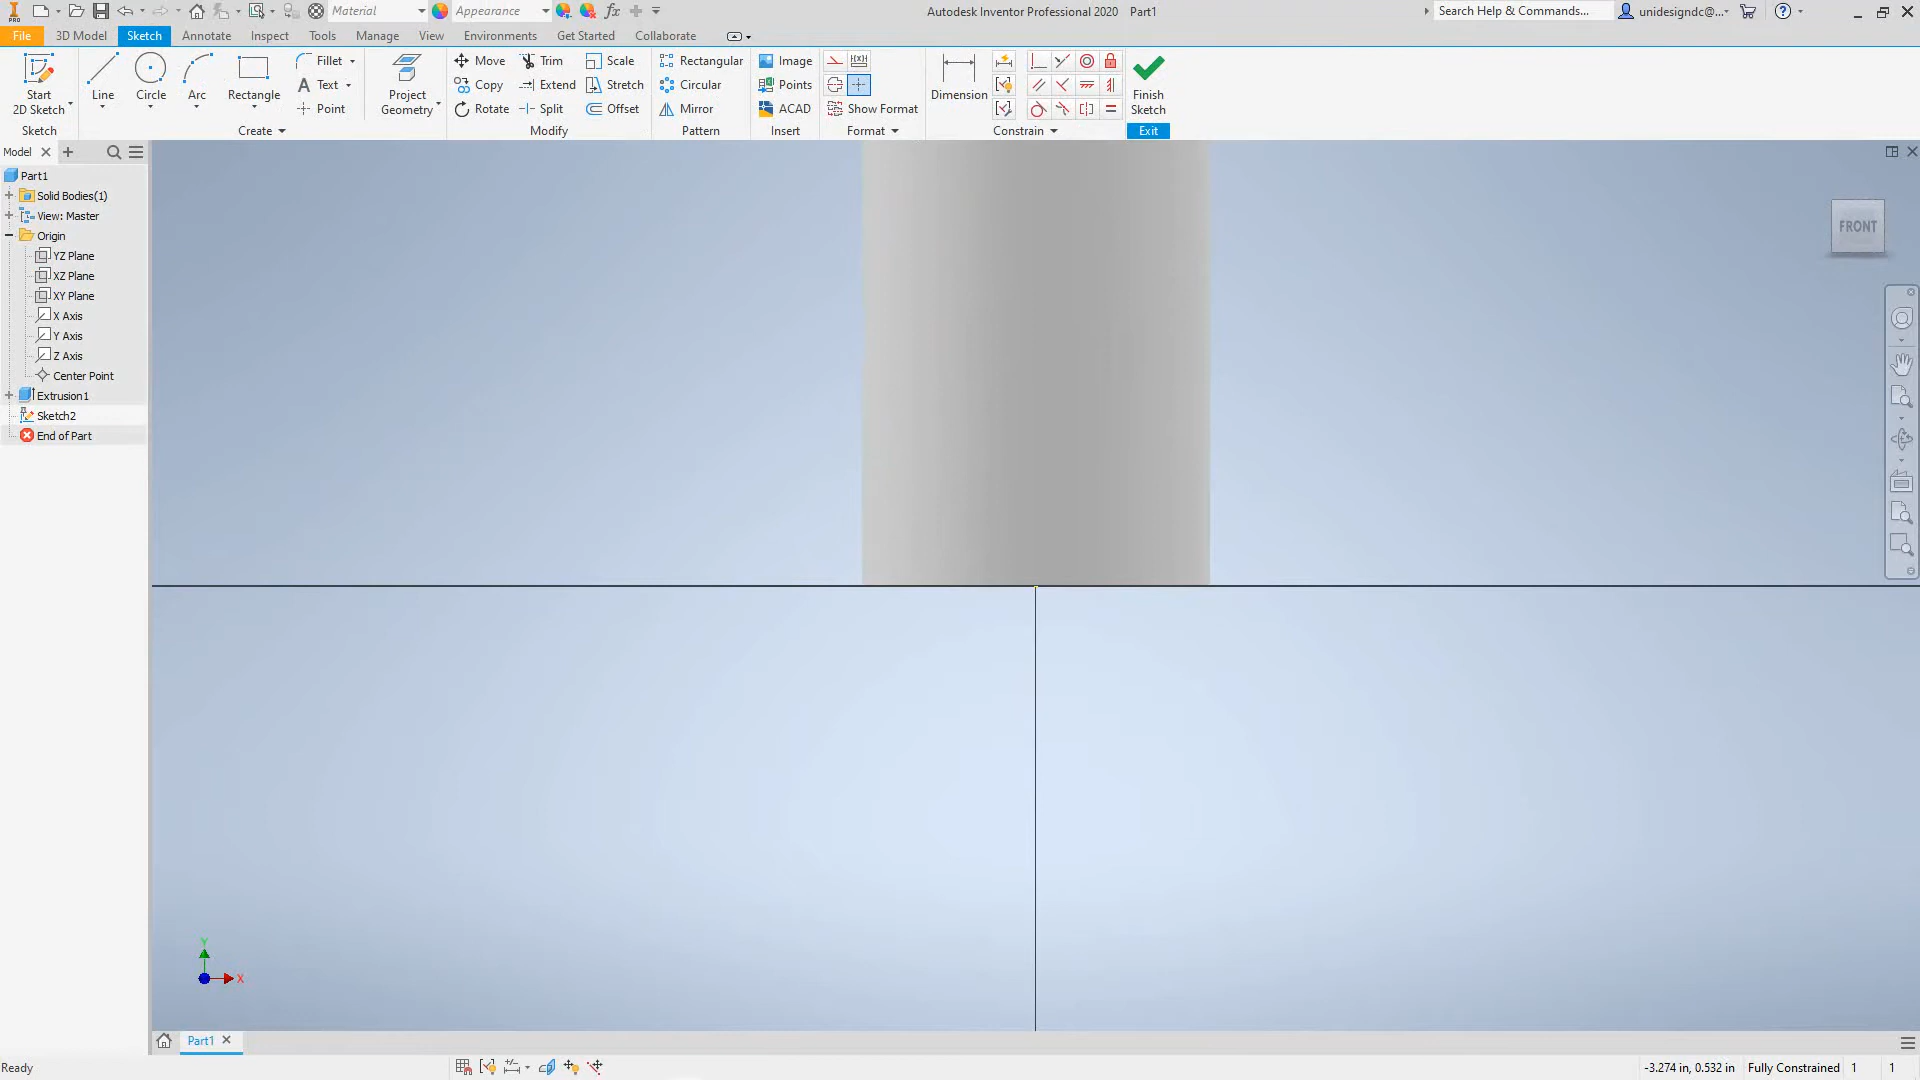 PRO Material Appearance fx Autodesk Inventor Professional 2020 Part1 Search Help & Commands... unidesigndc@...
File 3D Model Sketch Annotate Inspect Tools Manage View Environments Get Started Collaborate
Start 2D Sketch
Line
Circle
Arc
Rectangle
Fillet
Text
Point
Project Geometry
Move
Copy
Rotate
Trim
Extend
Split
Scale
Stretch
Offset
Rectangular
Circular
Mirror
Image
Points
ACAD
Show Format
Dimension
Finish Sketch
Sketch Create Modify Pattern Insert Format Constrain Exit
Model
Part1
Solid Bodies(1)
View: Master
Origin
YZ Plane
XZ Plane
XY Plane
X Axis
Y Axis
Z Axis
Center Point
Extrusion1
Sketch2
End of Part
FRONT
Y
X
Part1
Ready -3.274 in, 0.532 in Fully Constrained 1 1